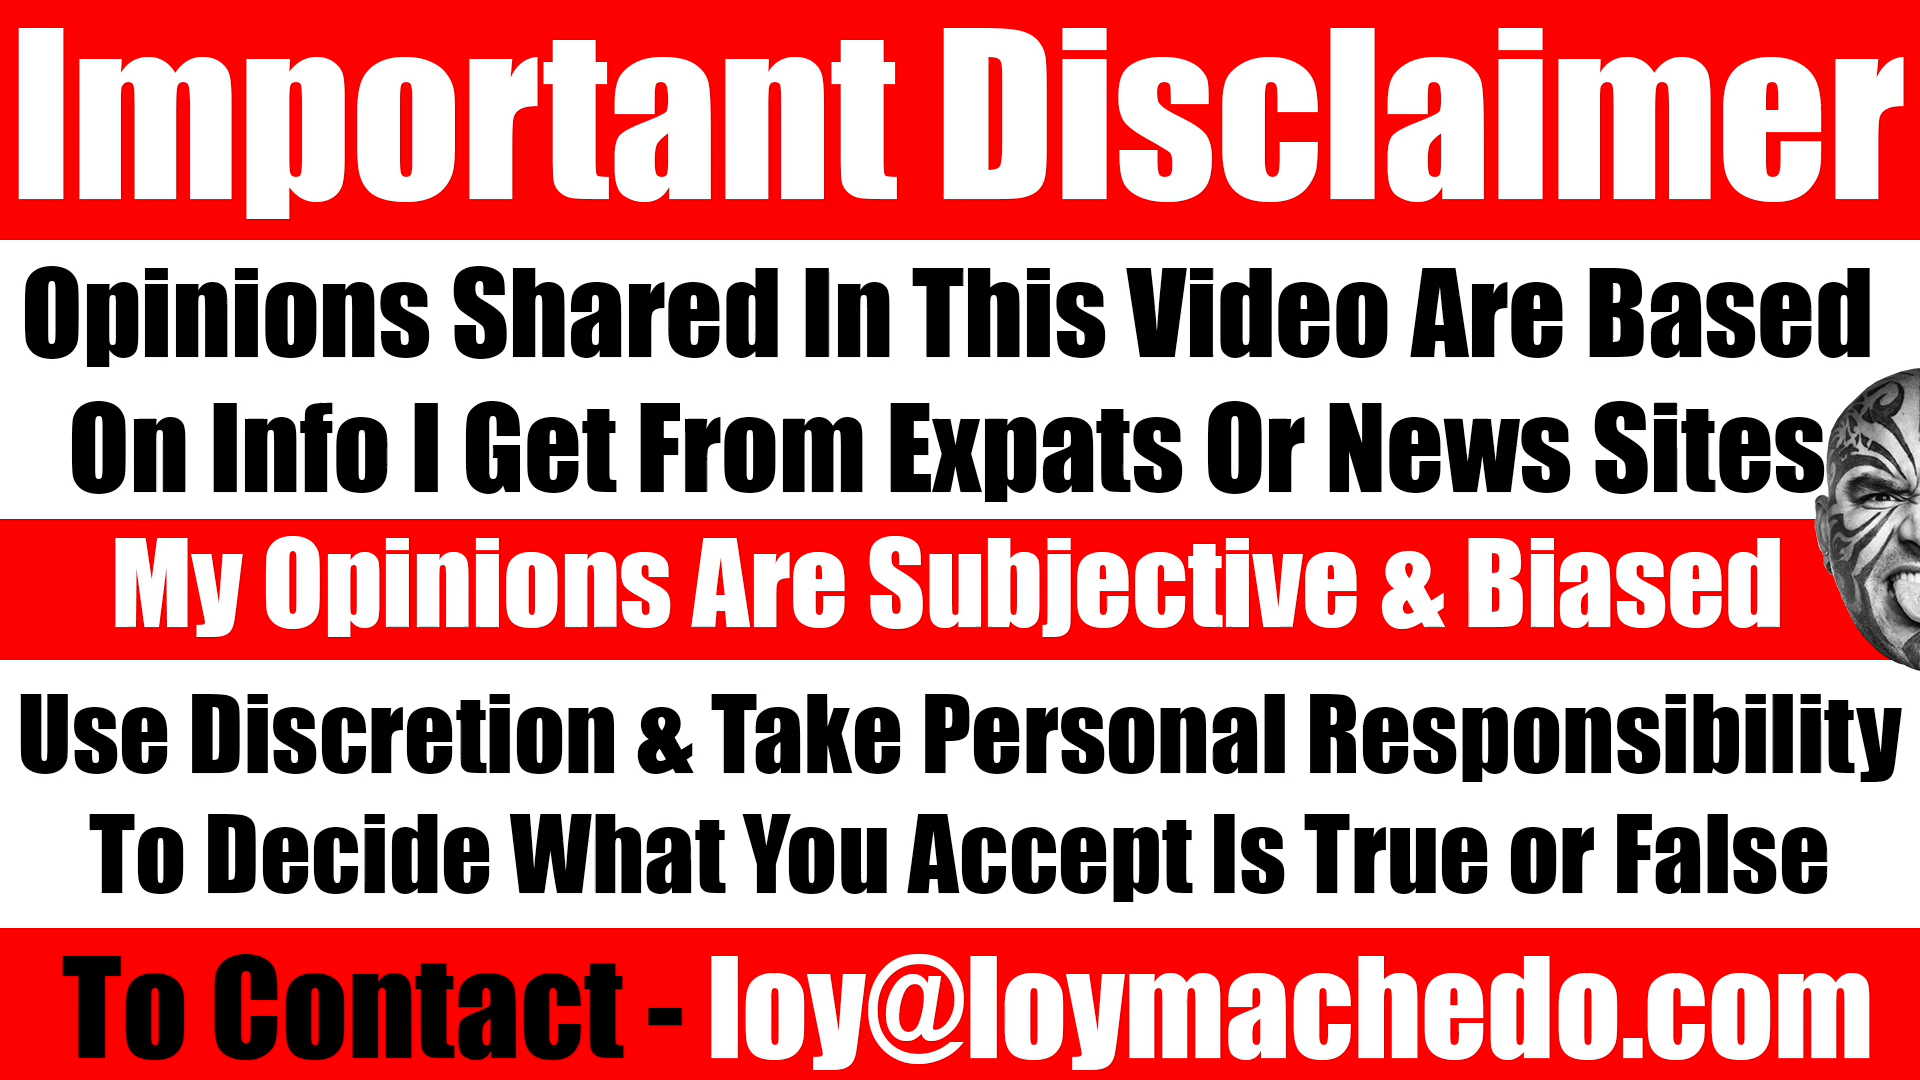 Important Disclaimer
Opinions Shared In This Video Are Based
On Info I Get From Expats Or News Sites
My Opinions Are Subjective & Biased
Use Discretion & Take Personal Responsibility
To Decide What You Accept Is True or False
To Contact - loy@loymachedo.com